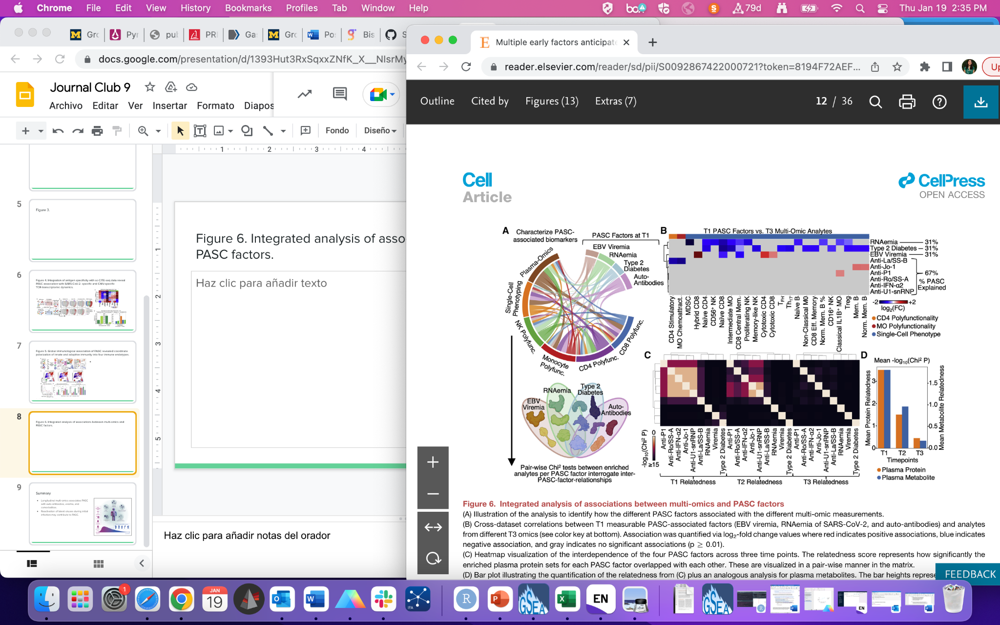 Chrome File Edit View History Bookmarks Profiles Tab Window Help
79d
Thu Jan 19 2:35 PM
Grc
Pyr
pul
PRI
Ga
Grc
Po
Bis
S
docs.google.com/presentation/d/1393Hut3RxSqxxZNfK_X__NIsrMy
Journal Club 9
Archivo Editar Ver Insertar Formato Diapos
Fondo
Diseño
1 2 3 4
1
2
3
4
5
5
Figure 3.
6
Figure 4. Integration of antigen specificity with sc-CITE-seq data reveal
PASC association with SARS-CoV-2- specific and CMV-specific
TCR-transcriptomic dynamics.
7
Figure 5. Global immunological association of PASC revealed coordinate
polarization of innate and adaptive immunity into four immune endotypes.
8
Figure 6. Integrated analysis of associations between multi-omics and
PASC factors.
9
Summary
Longitudinal multi-omics associates PASC
with auto-antibodies, viremia, and
comorbidities.
Reactivation of latent viruses during initial
infection may contribute to PASC.
Figure 6. Integrated analysis of asso
PASC factors.
Haz clic para añadir texto
Haz clic para añadir notas del orador
E
Multiple early factors anticipate
reader.elsevier.com/reader/sd/pii/S0092867422000721?token=8194F72AEF...
Up
Outline Cited by Figures (13) Extras (7)
12 / 36
Cell
Article
CellPress
OPEN ACCESS
A
Characterize PASC-
associated biomarkers
PASC Factors at T1
EBV Viremia
RNAemia
Type 2
Diabetes
Auto-
Antibodies
Plasma-Omics
Single-Cell
Phenotyping
NK Polyfunc.
Monocyte
Polyfunc.
CD4 Polyfunc.
CD8 Polyfunc.
RNAemia
Type 2
Diabetes
EBV
Viremia
Auto-
Antibodies
Pair-wise Chi² tests between enriched
analytes per PASC factor interrogate inter-
PASC-factor-relationships
B
T1 PASC Factors vs. T3 Multi-Omic Analytes
RNAemia 31%
Type 2 Diabetes 31%
EBV Viremia 31%
Anti-La/SS-B
Anti-Jo-1
Anti-P1
Anti-Ro/SS-A
Anti-IFN-α2
Anti-U1-snRNP
67%
% PASC
Explained
CD4 Stimulatory
MO Chemoattract.
MDSC
Hybrid CD8
Naïve CD4
CD56⁺ NK
Naïve CD8
Intermediate MO
CD8 Central Mem.
Proliferating NK
Memory-like NK
Cytotoxic CD4
Cytotoxic CD8
TFH
Th17
Naïve B
Non-Classical M0
CD8 Eff. Memory
Norm. Mem. B %
CD16⁺ NK
Classical IL1B⁺ MO
Treg
Mem. B
Norm. Mem. B
-2 +2
log₂(FC)
CD4 Polyfunctionality
MO Polyfunctionality
Single-Cell Phenotype
C
-log₁₀(Chi² P)
0
≥15
Anti-P1
Anti-Ro/SS-A
Anti-IFN-α2
Anti-Jo-1
Anti-U1-snRNP
Anti-La/SS-B
RNAemia
Viremia
Type 2 Diabetes
Anti-P1
Anti-Ro/SS-A
Anti-IFN-α2
Anti-Jo-1
Anti-U1-snRNP
Anti-La/SS-B
RNAemia
Viremia
Type 2 Diabetes
Anti-P1
Anti-Ro/SS-A
Anti-IFN-α2
Anti-Jo-1
Anti-U1-snRNP
Anti-La/SS-B
RNAemia
Viremia
Type 2 Diabetes
T1 Relatedness T2 Relatedness T3 Relatedness
D
Mean -log₁₀(Chi² P)
Mean Protein Relatedness
3
2
1
0
1.5
1.0
0.5
0.0
Mean Metabolite Relatedness
T1 T2 T3
Timepoints
Plasma Protein
Plasma Metabolite
Figure 6. Integrated analysis of associations between multi-omics and PASC factors
(A) Illustration of the analysis to identify how the different PASC factors associated with the different multi-omic measurements.
(B) Cross-dataset correlations between T1 measurable PASC-associated factors (EBV viremia, RNAemia of SARS-CoV-2, and auto-antibodies) and analytes
from different T3 omics (see color key at bottom). Association was quantified via log₂-fold change values where red indicates positive associations, blue indicates
negative association, and gray indicates no significant associations (p ≥ 0.01).
(C) Heatmap visualization of the interdependence of the four PASC factors across three time points. The relatedness score represents how significantly the
enriched plasma protein sets for each PASC factor overlapped with each other. These are visualized in a pair-wise manner in the matrix.
(D) Bar plot illustrating the quantification of the relatedness from (C) plus an analogous analysis for plasma metabolites. The bar heights represe
FEEDBACK
1
JAN
19
IPA
R
P
GSEA
X
EN
GSEA
EN